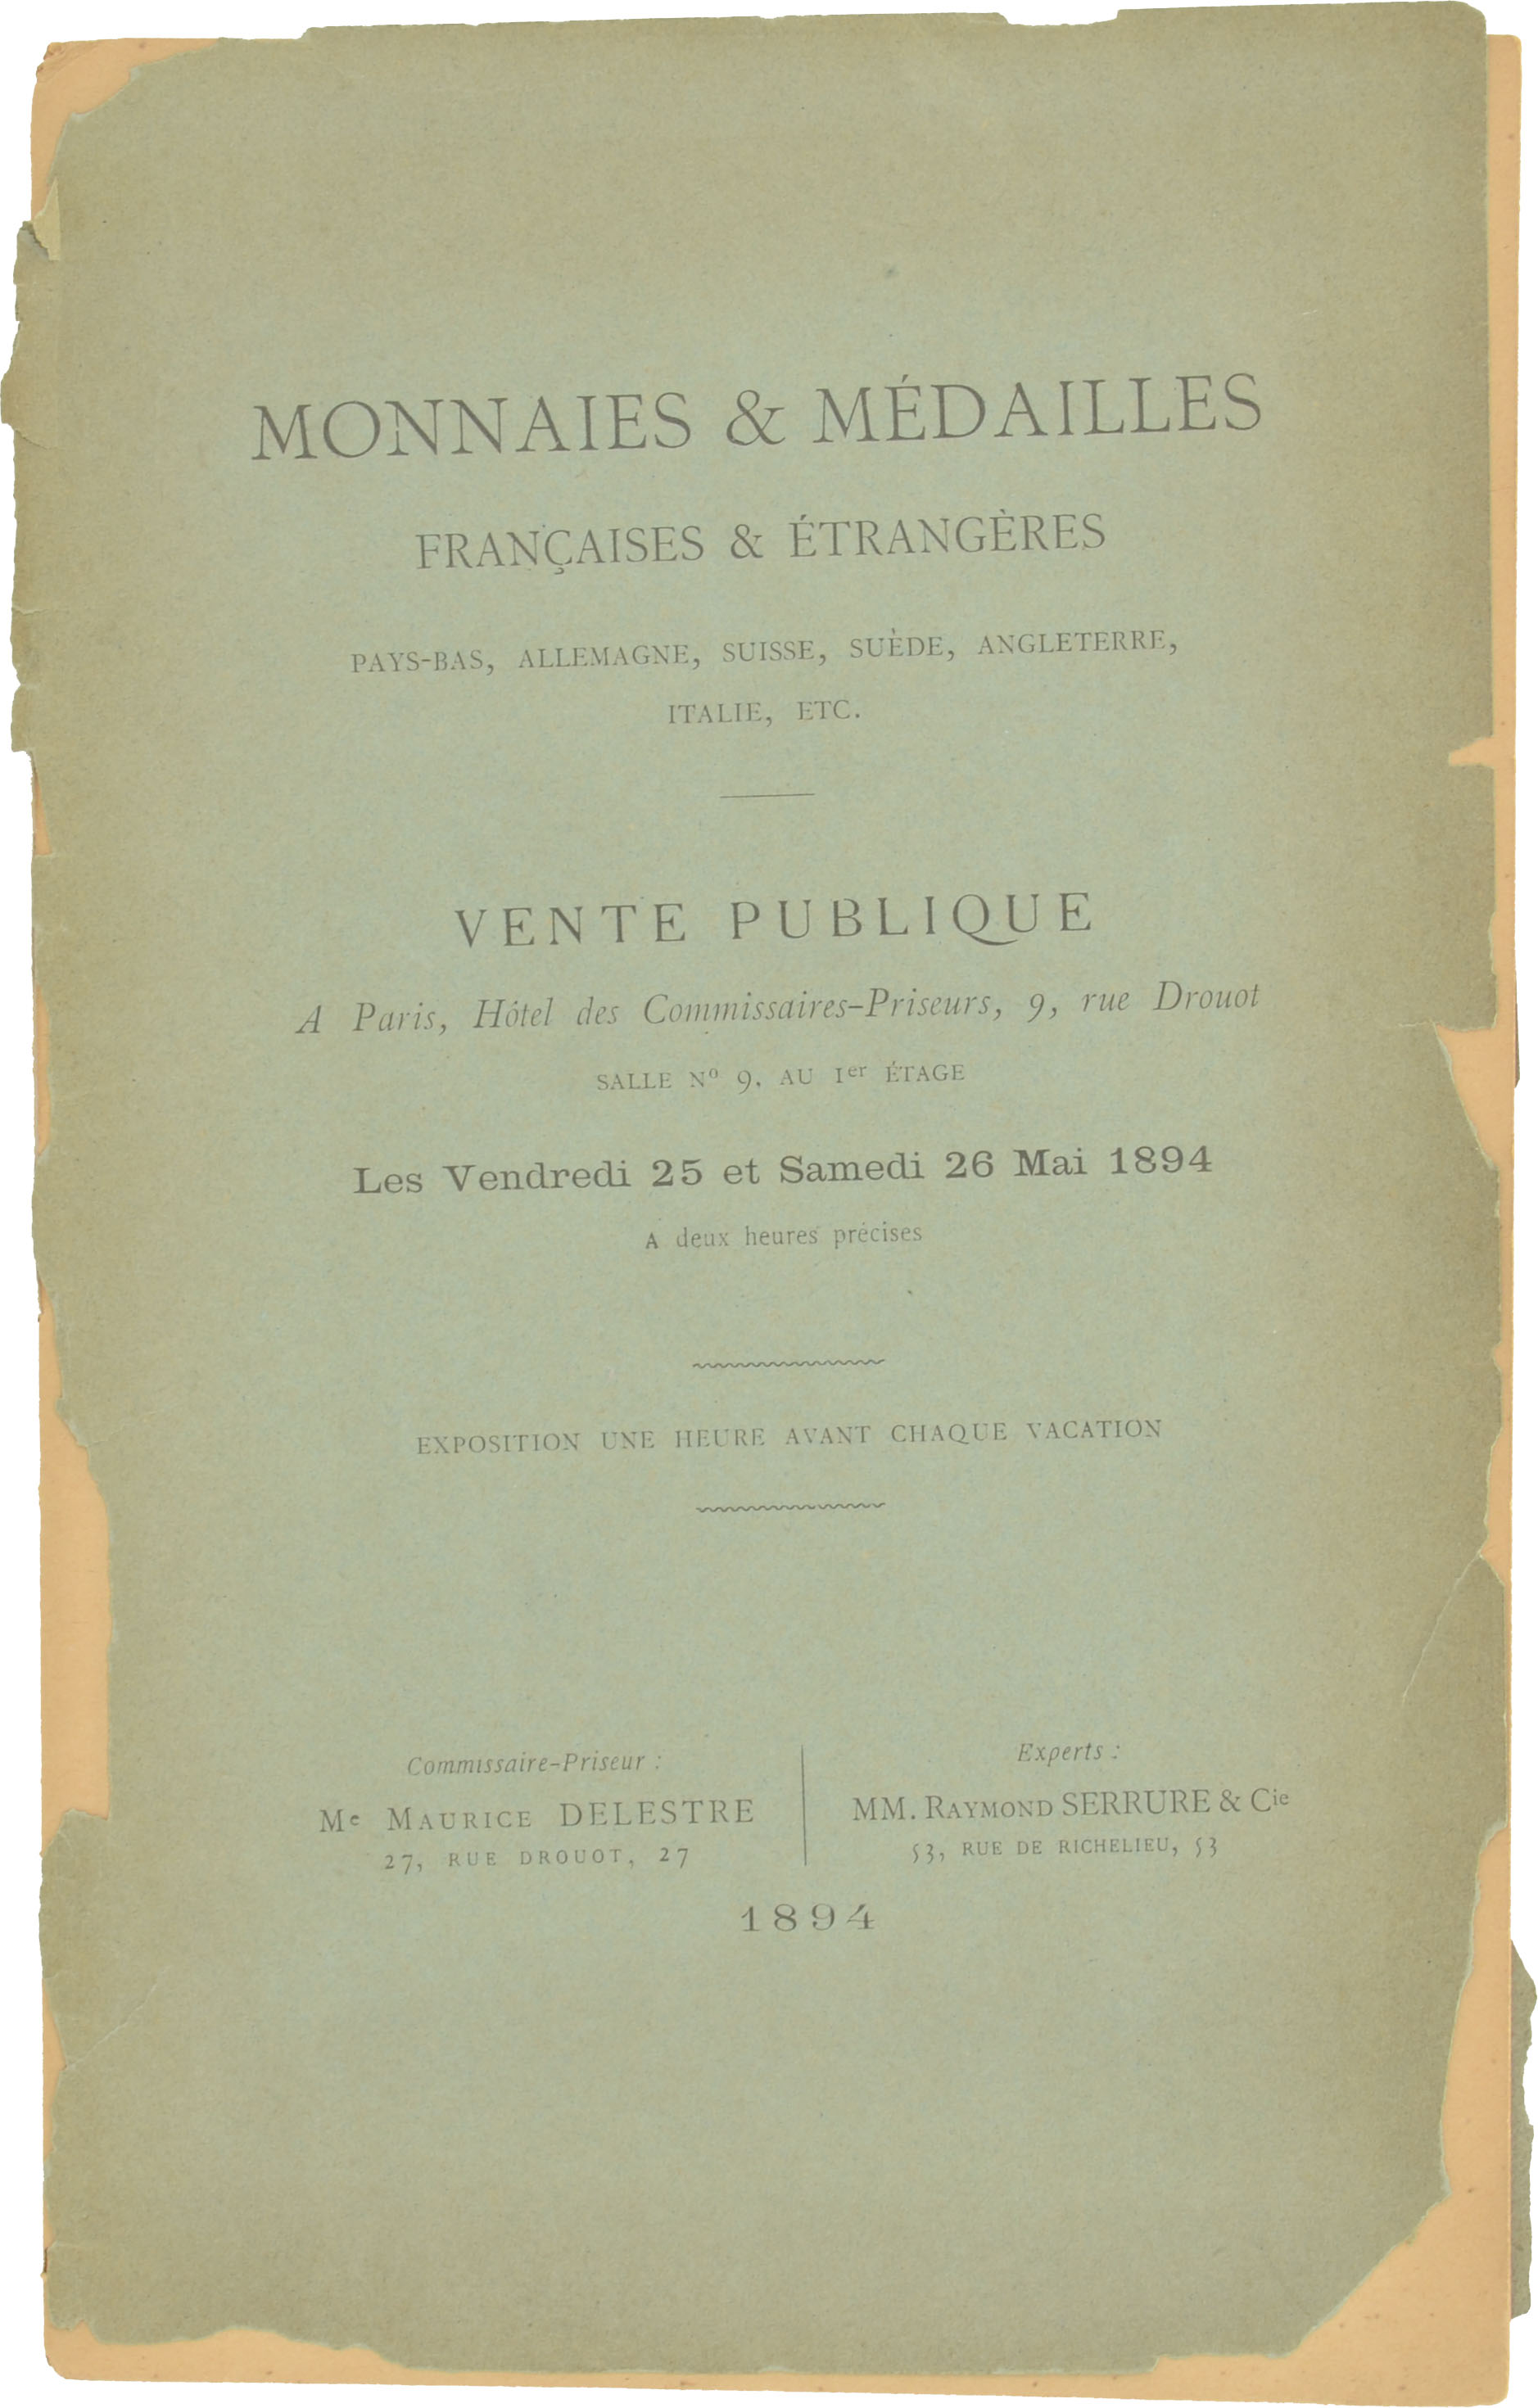 MONNAIES & MÉDAILLES
FRANÇAISES & ÉTRANGÈRES
PAYS-BAS, ALLEMAGNE, SUISSE, SUÈDE, ANGLETERRE,
ITALIE, ETC.
VENTE PUBLIQUE
A Paris, Hôtel des Commissaires-Priseurs, 9, rue Drouot
SALLE No 9, AU Ier ÉTAGE
Les Vendredi 25 et Samedi 26 Mai 1894
A deux heures précises
EXPOSITION UNE HEURE AVANT CHAQUE VACATION
Commissaire-Priseur :
Me MAURICE DELESTRE
27, RUE DROUOT, 27
Experts :
MM. RAYMOND SERRURE & Cie
53, RUE DE RICHELIEU, 53
1894